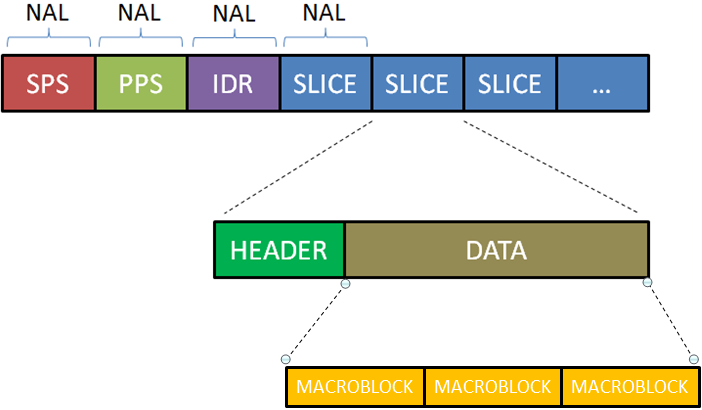 NAL NAL NAL NAL
SPS PPS IDR SLICE SLICE SLICE ...
HEADER DATA
MACROBLOCK MACROBLOCK MACROBLOCK